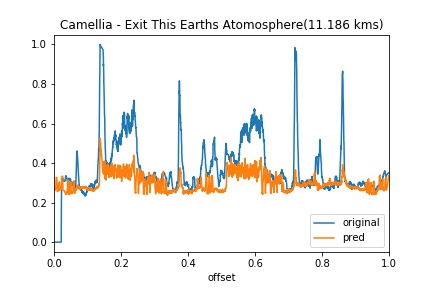 Camellia - Exit This Earths Atomosphere(11.186 kms)
1.0
0.8
0.6
0.4
0.2
0.0
0.0 0.2 0.4 0.6 0.8 1.0
offset
original
pred